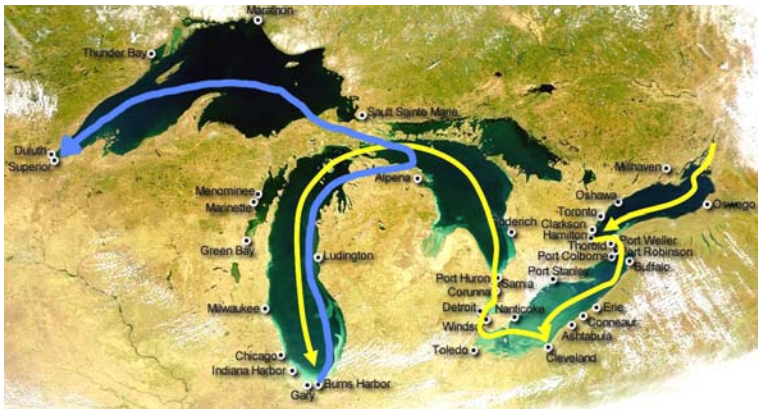 Marathon
Thunder Bay
Sault Sainte Marie
Duluth
Superior
Millhaven
Alpena
Menominee
Marinette
Oshawa
Oswego
Toronto
Clarkson
Hamilton
Goderich
Green Bay
Thorold
Port Weller
Port Robinson
Port Colborne
Buffalo
Ludington
Port Stanley
Port Huron
Sarnia
Corunna
Milwaukee
Detroit
Nanticoke
Erie
Windsor
Conneaut
Ashtabula
Chicago
Toledo
Cleveland
Indiana Harbor
Gary
Burns Harbor